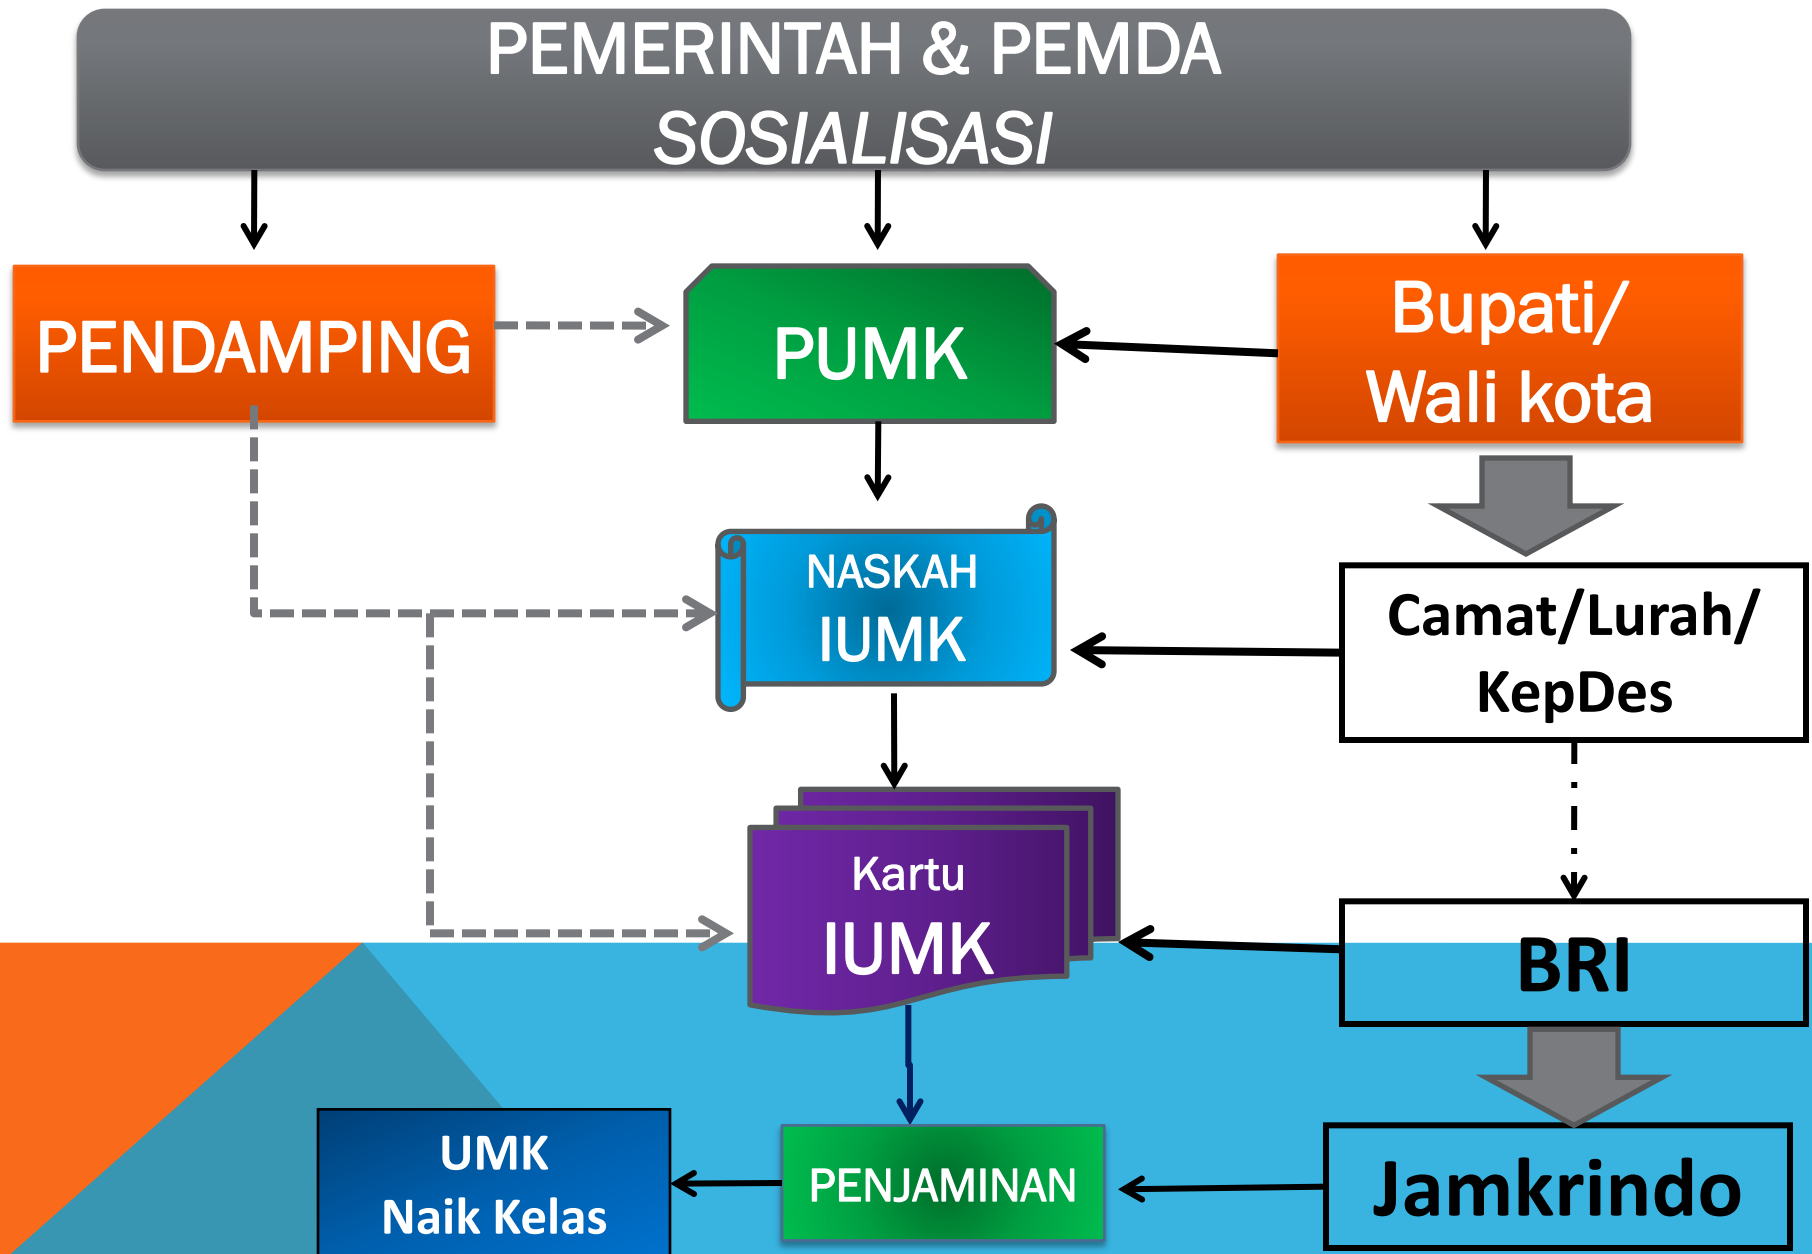 PEMERINTAH & PEMDA
SOSIALISASI
PENDAMPING
PUMK
Bupati/
Wali kota
NASKAH
IUMK
Camat/Lurah/
KepDes
Kartu
IUMK
BRI
UMK
Naik Kelas
PENJAMINAN
Jamkrindo